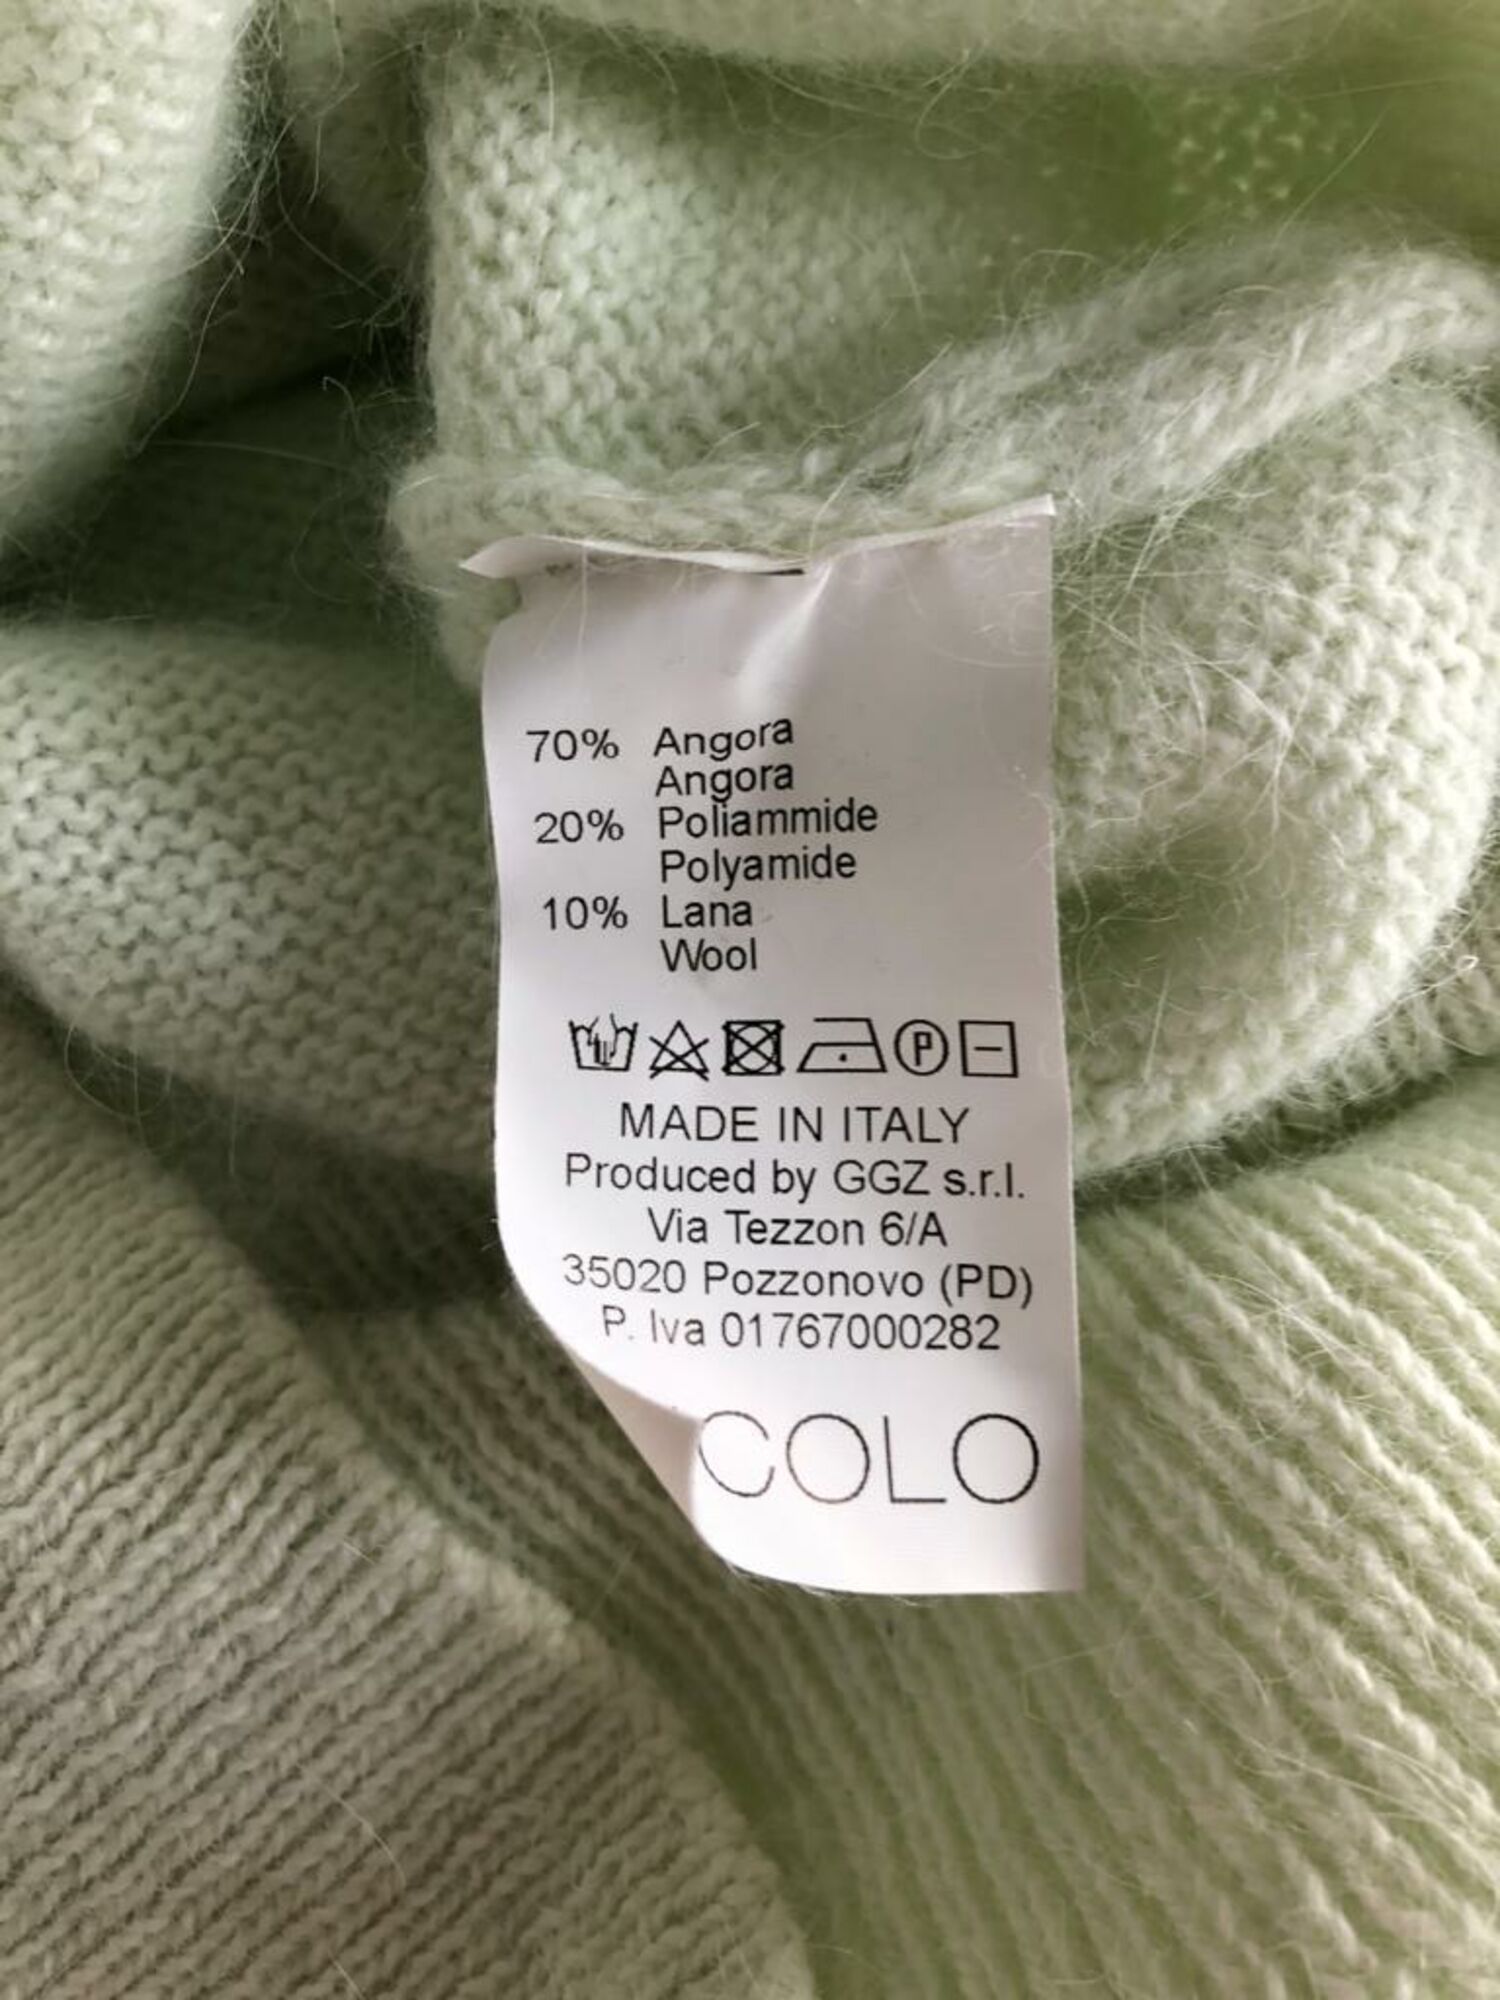 70% Angora
Angora
20% Poliammide
Polyamide
10% Lana
Wool
P
MADE IN ITALY
Produced by GGZ s.r.l.
Via Tezzon 6/A
35020 Pozzonovo (PD)
P. Iva 01767000282
COLO